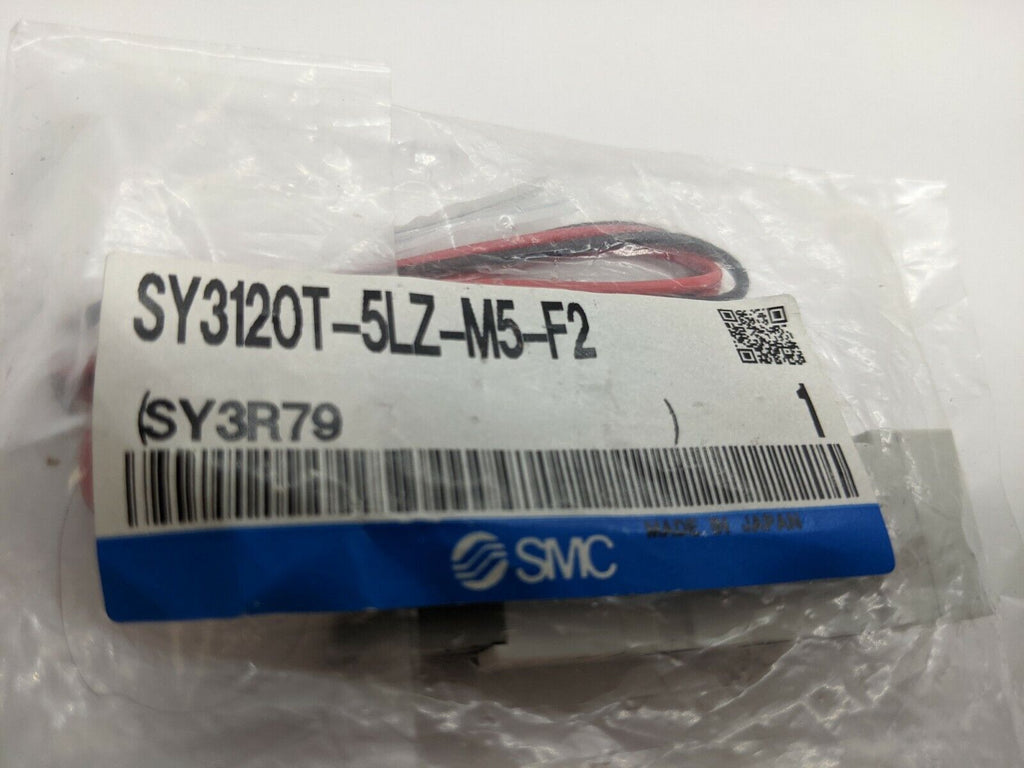 SY3120T-5LZ-M5-F2
(SY3R79 )
1
MADE IN JAPAN
SMC